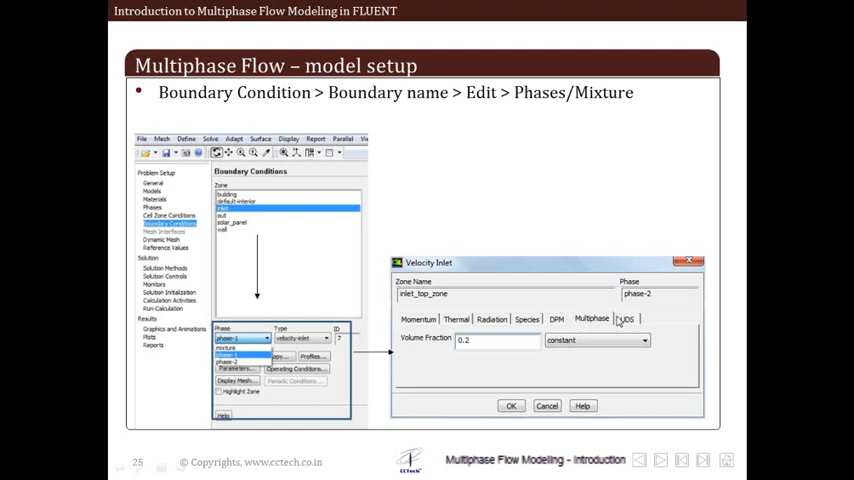 Introduction to Multiphase Flow Modeling in FLUENT
Multiphase Flow – model setup
• Boundary Condition > Boundary name > Edit > Phases/Mixture
File Mesh Define Solve Adapt Surface Display Report Parallel
Problem Setup
General
Models
Materials
Phases
Cell Zone Conditions
Boundary Conditions
Mesh Interfaces
Dynamic Mesh
Reference Values
Solution
Solution Methods
Solution Controls
Monitors
Solution Initialization
Calculation Activities
Run Calculation
Results
Graphics and Animations
Plots
Reports
Boundary Conditions
Zone
building
default-interior
inlet
out
solar_panel
wall
Phase Type ID
phase-1 velocity-inlet 7
mixture
phase-1
phase-2
Profiles...
Parameters... Operating Conditions...
Display Mesh... Periodic Conditions...
Highlight Zone
Help
Velocity Inlet
Zone Name Phase
inlet_top_zone phase-2
Momentum Thermal Radiation Species DPM Multiphase UDS
Volume Fraction 0.2 constant
OK Cancel Help
25 © Copyrights, www.cctech.co.in CCTech Multiphase Flow Modeling - Introduction